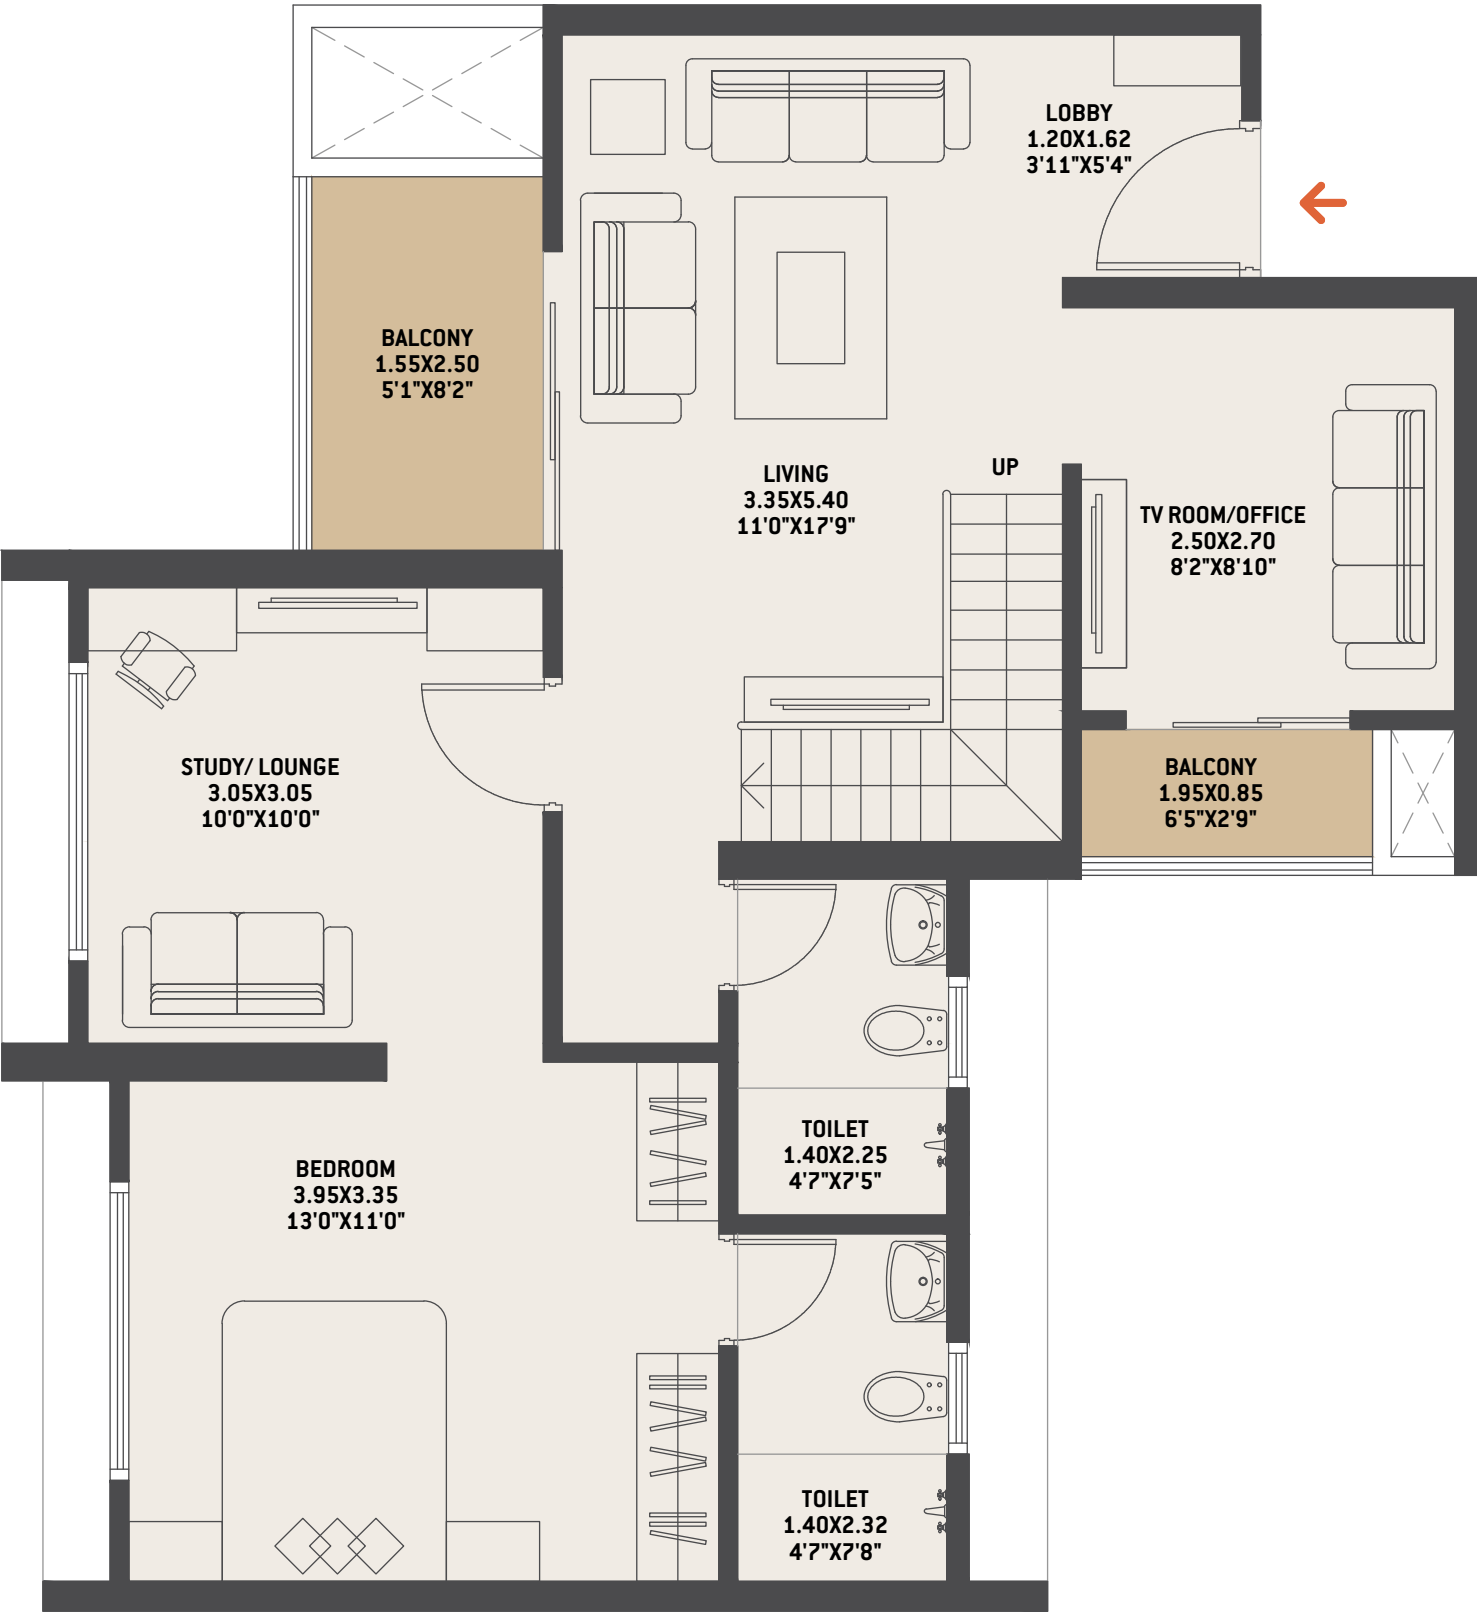 LOBBY
1.20X1.62
3'11"X5'4"
BALCONY
1.55X2.50
5'1"X8'2"
LIVING
3.35X5.40
11'0"X17'9"
UP
TV ROOM/OFFICE
2.50X2.70
8'2"X8'10"
STUDY/ LOUNGE
3.05X3.05
10'0"X10'0"
BALCONY
1.95X0.85
6'5"X2'9"
TOILET
1.40X2.25
4'7"X7'5"
BEDROOM
3.95X3.35
13'0"X11'0"
TOILET
1.40X2.32
4'7"X7'8"